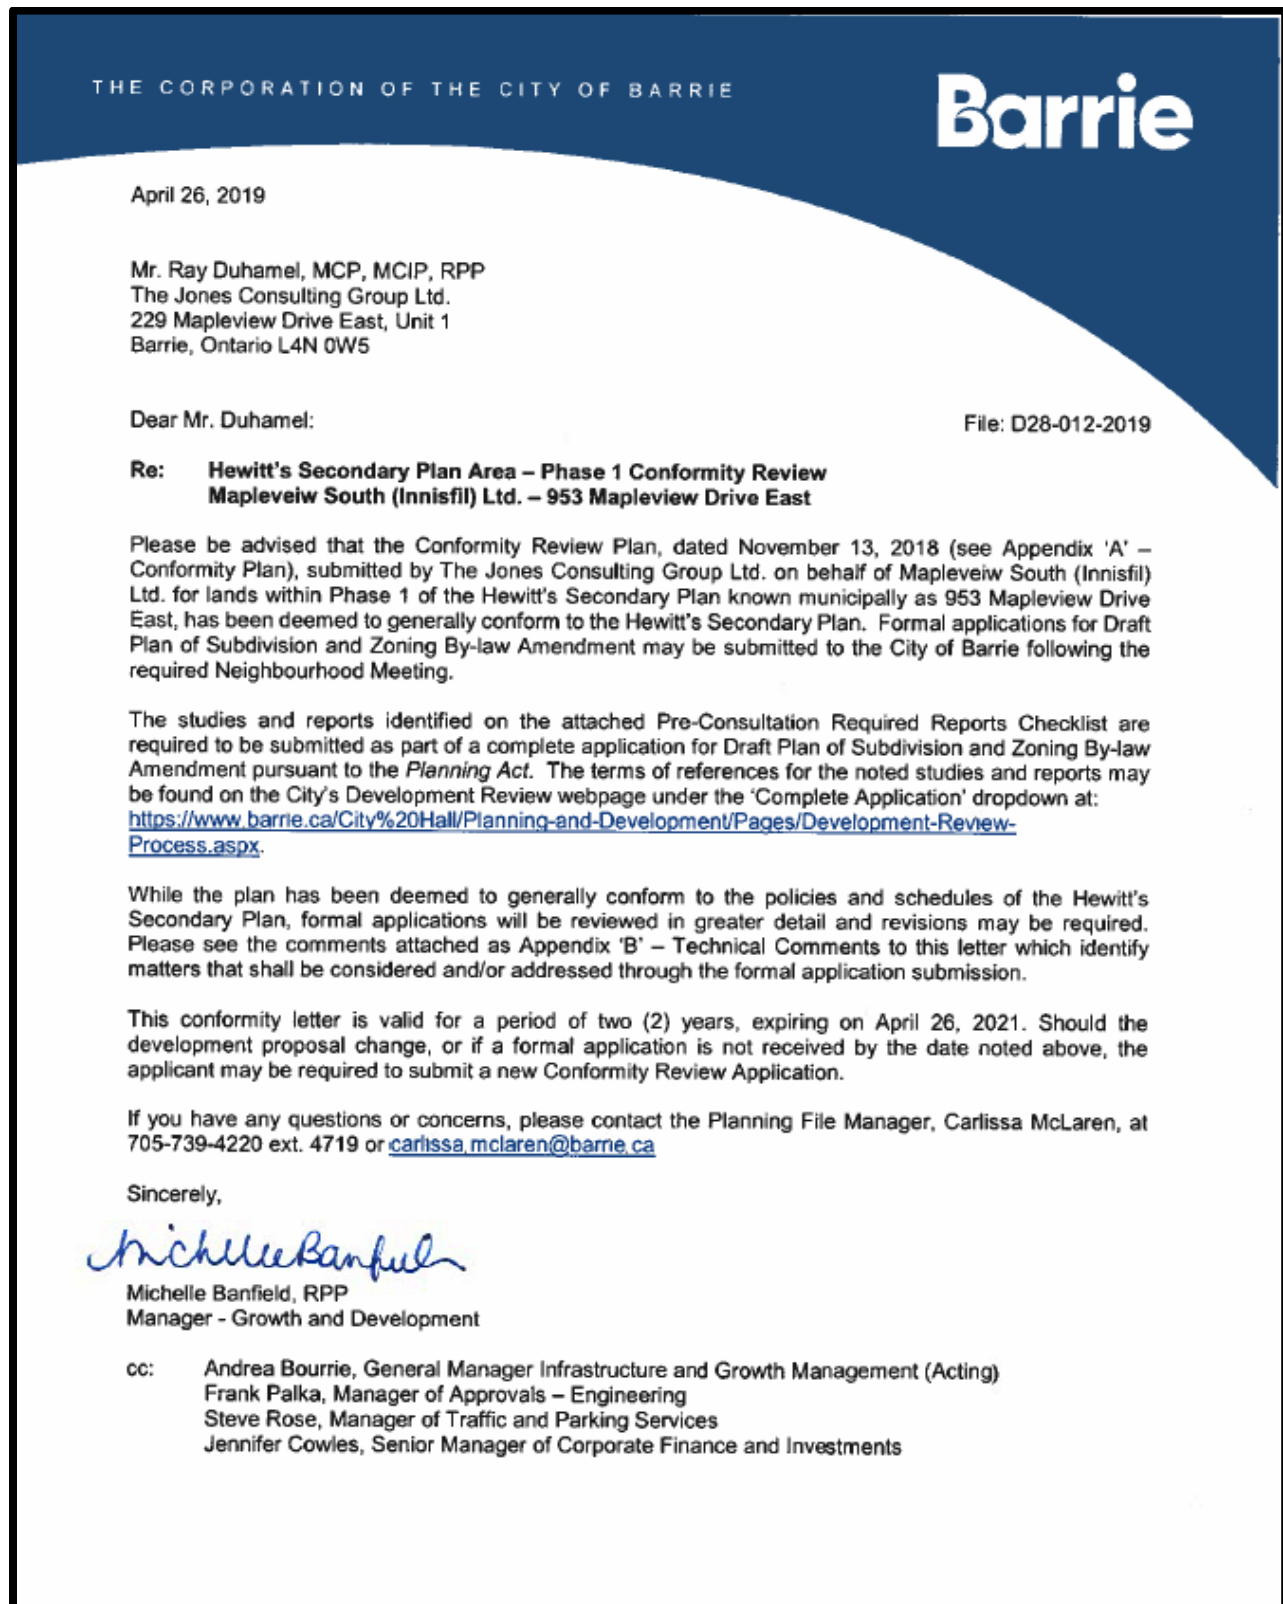 THE CORPORATION OF THE CITY OF BARRIE
Barrie
April 26, 2019
Mr. Ray Duhamel, MCP, MCIP, RPP
The Jones Consulting Group Ltd.
229 Mapleview Drive East, Unit 1
Barrie, Ontario L4N 0W5
Dear Mr. Duhamel:
File: D28-012-2019
Re: Hewitt's Secondary Plan Area – Phase 1 Conformity Review
Mapleveiw South (Innisfil) Ltd. – 953 Mapleview Drive East
Please be advised that the Conformity Review Plan, dated November 13, 2018 (see Appendix 'A' –
Conformity Plan), submitted by The Jones Consulting Group Ltd. on behalf of Mapleveiw South (Innisfil)
Ltd. for lands within Phase 1 of the Hewitt's Secondary Plan known municipally as 953 Mapleview Drive
East, has been deemed to generally conform to the Hewitt's Secondary Plan. Formal applications for Draft
Plan of Subdivision and Zoning By-law Amendment may be submitted to the City of Barrie following the
required Neighbourhood Meeting.
The studies and reports identified on the attached Pre-Consultation Required Reports Checklist are
required to be submitted as part of a complete application for Draft Plan of Subdivision and Zoning By-law
Amendment pursuant to the Planning Act. The terms of references for the noted studies and reports may
be found on the City's Development Review webpage under the 'Complete Application' dropdown at:
https://www.barrie.ca/City%20Hall/Planning-and-Development/Pages/Development-Review-
Process.aspx.
While the plan has been deemed to generally conform to the policies and schedules of the Hewitt's
Secondary Plan, formal applications will be reviewed in greater detail and revisions may be required.
Please see the comments attached as Appendix 'B' – Technical Comments to this letter which identify
matters that shall be considered and/or addressed through the formal application submission.
This conformity letter is valid for a period of two (2) years, expiring on April 26, 2021. Should the
development proposal change, or if a formal application is not received by the date noted above, the
applicant may be required to submit a new Conformity Review Application.
If you have any questions or concerns, please contact the Planning File Manager, Carlissa McLaren, at
705-739-4220 ext. 4719 or carlissa.mclaren@barrie.ca
Sincerely,
Michelle Banfield
Michelle Banfield, RPP
Manager - Growth and Development
cc: Andrea Bourrie, General Manager Infrastructure and Growth Management (Acting)
Frank Palka, Manager of Approvals – Engineering
Steve Rose, Manager of Traffic and Parking Services
Jennifer Cowles, Senior Manager of Corporate Finance and Investments